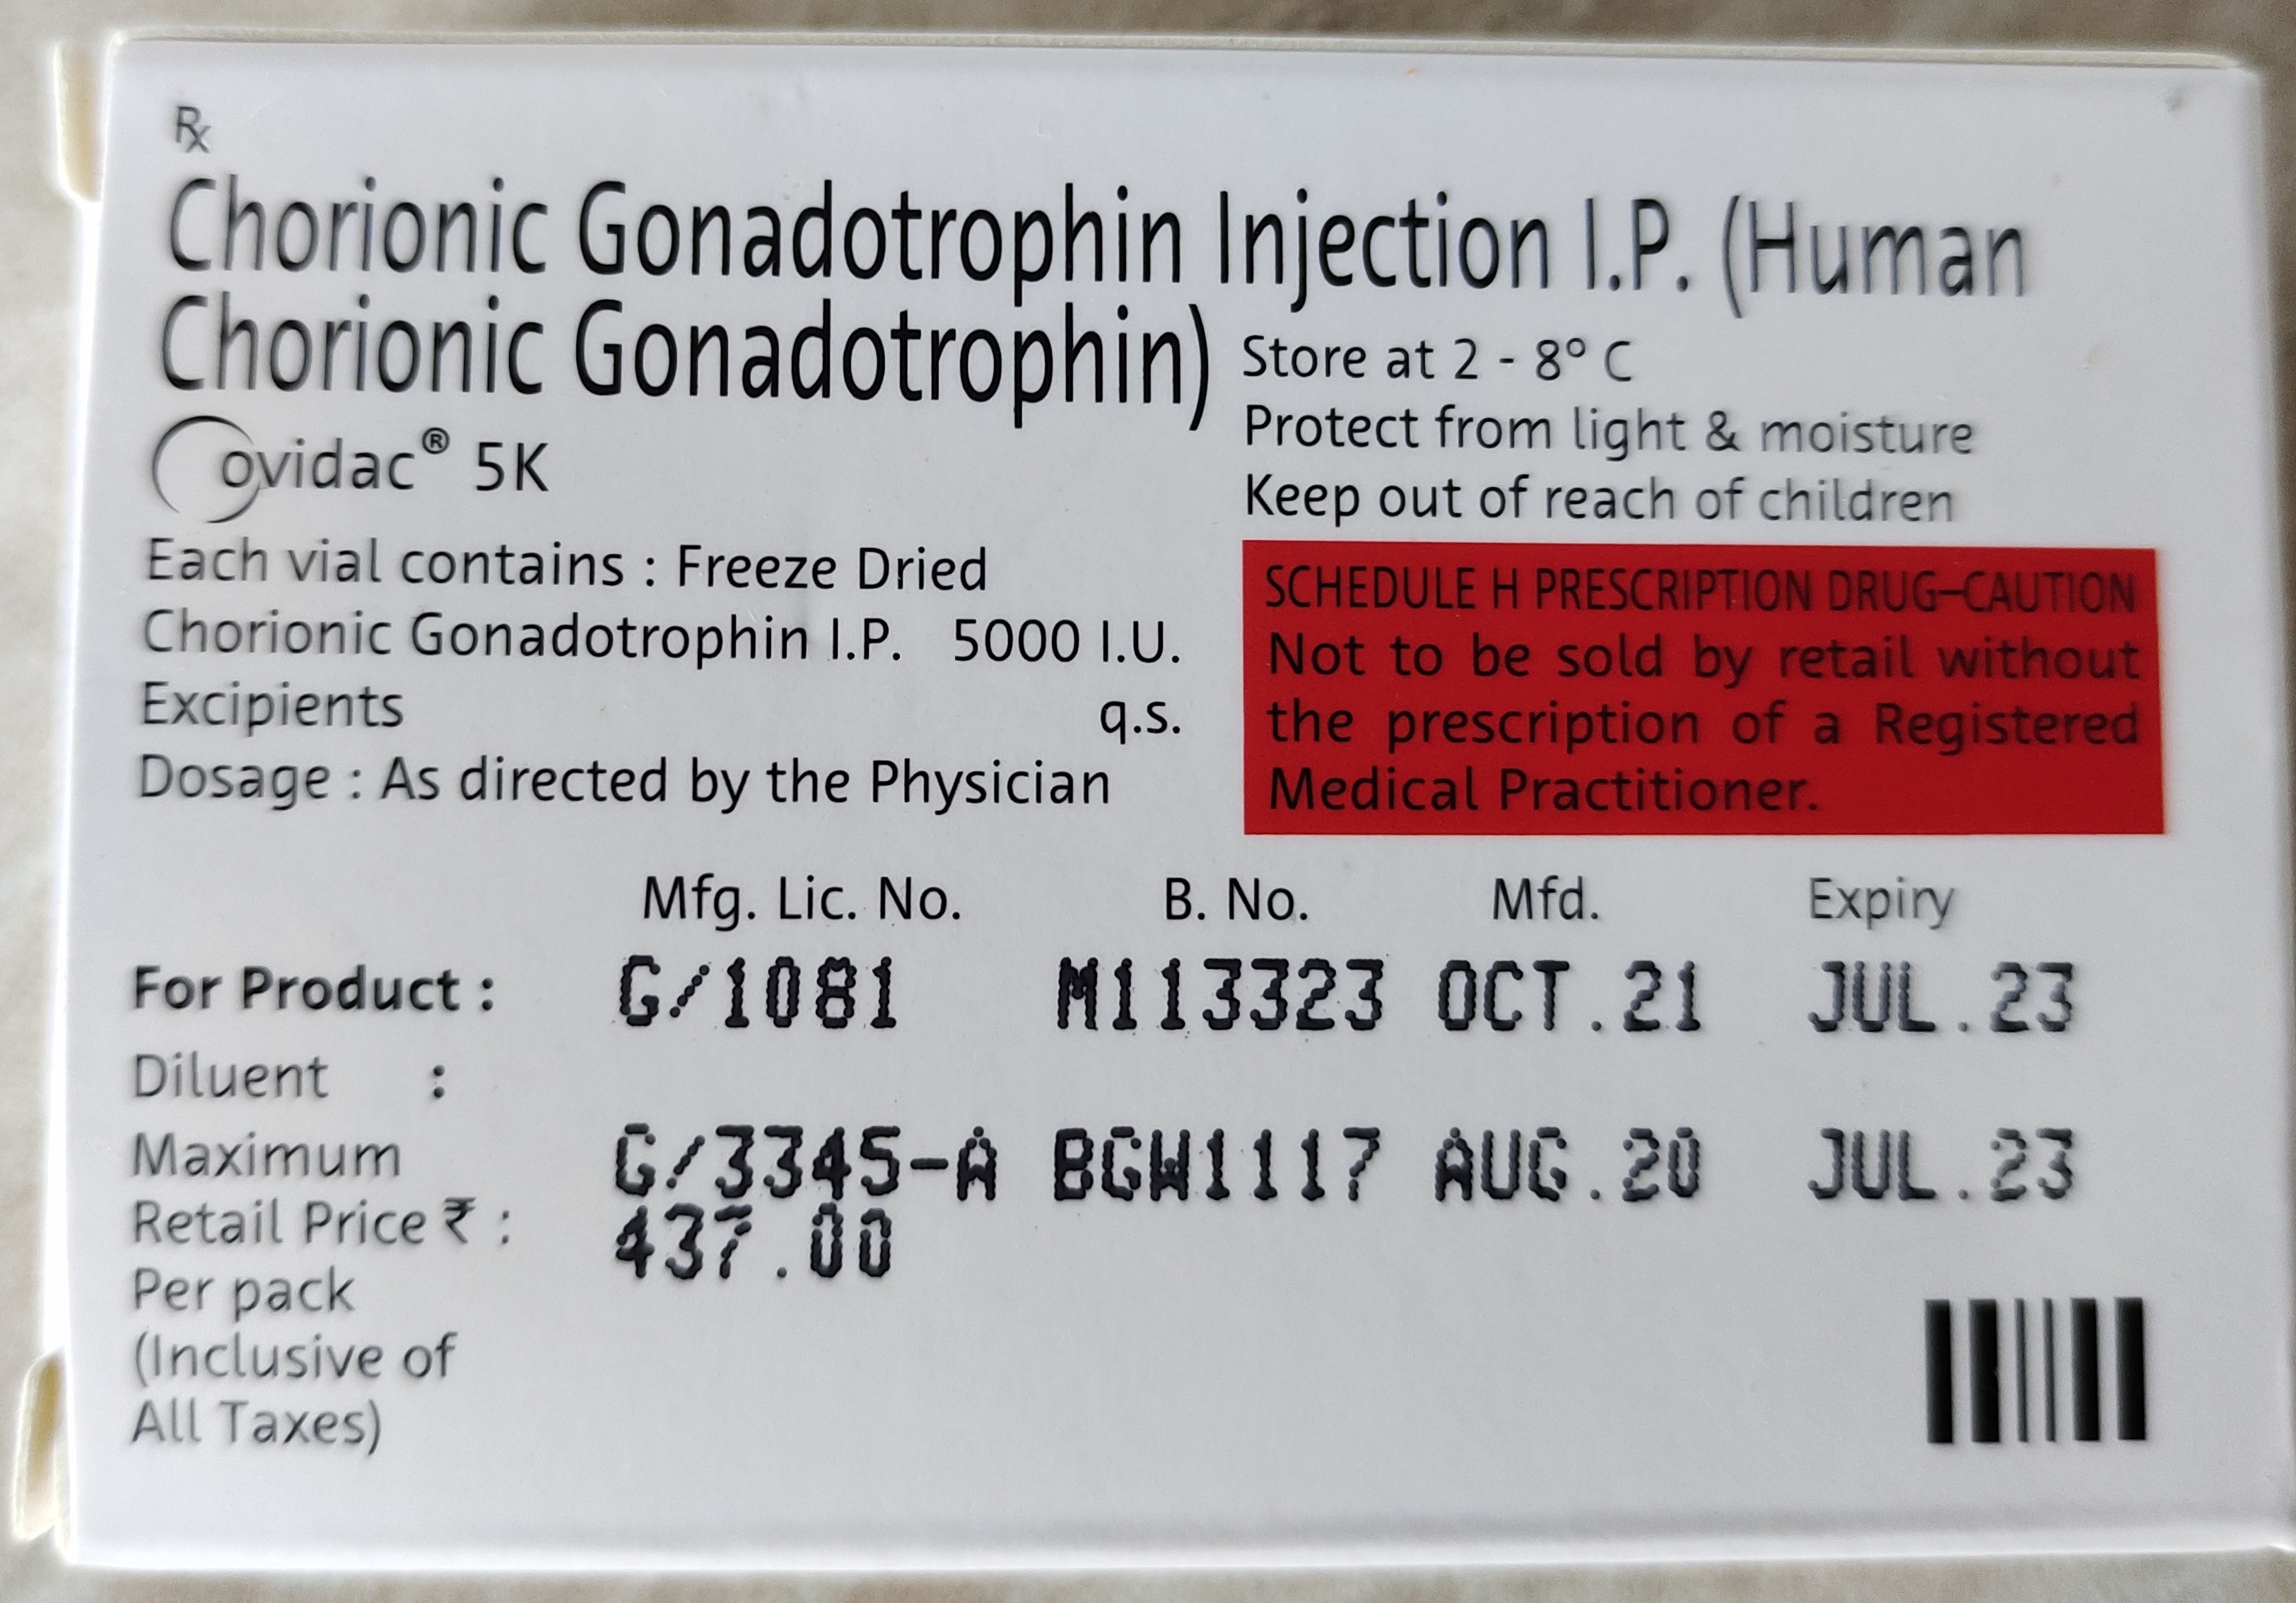 Rx
Chorionic Gonadotrophin Injection I.P. (Human
Chorionic Gonadotrophin)
Ovidac® 5K
Each vial contains : Freeze Dried
Chorionic Gonadotrophin I.P. 5000 I.U.
Excipients q.s.
Dosage : As directed by the Physician
Store at 2 - 8° C
Protect from light & moisture
Keep out of reach of children
SCHEDULE H PRESCRIPTION DRUG–CAUTION
Not to be sold by retail without
the prescription of a Registered
Medical Practitioner.
Mfg. Lic. No. B. No. Mfd. Expiry
For Product : G/1081 M113323 OCT.21 JUL.23
Diluent :
G/3345-A BGW1117 AUG.20 JUL.23
Maximum
Retail Price ₹ : 437.00
Per pack
(Inclusive of
All Taxes)